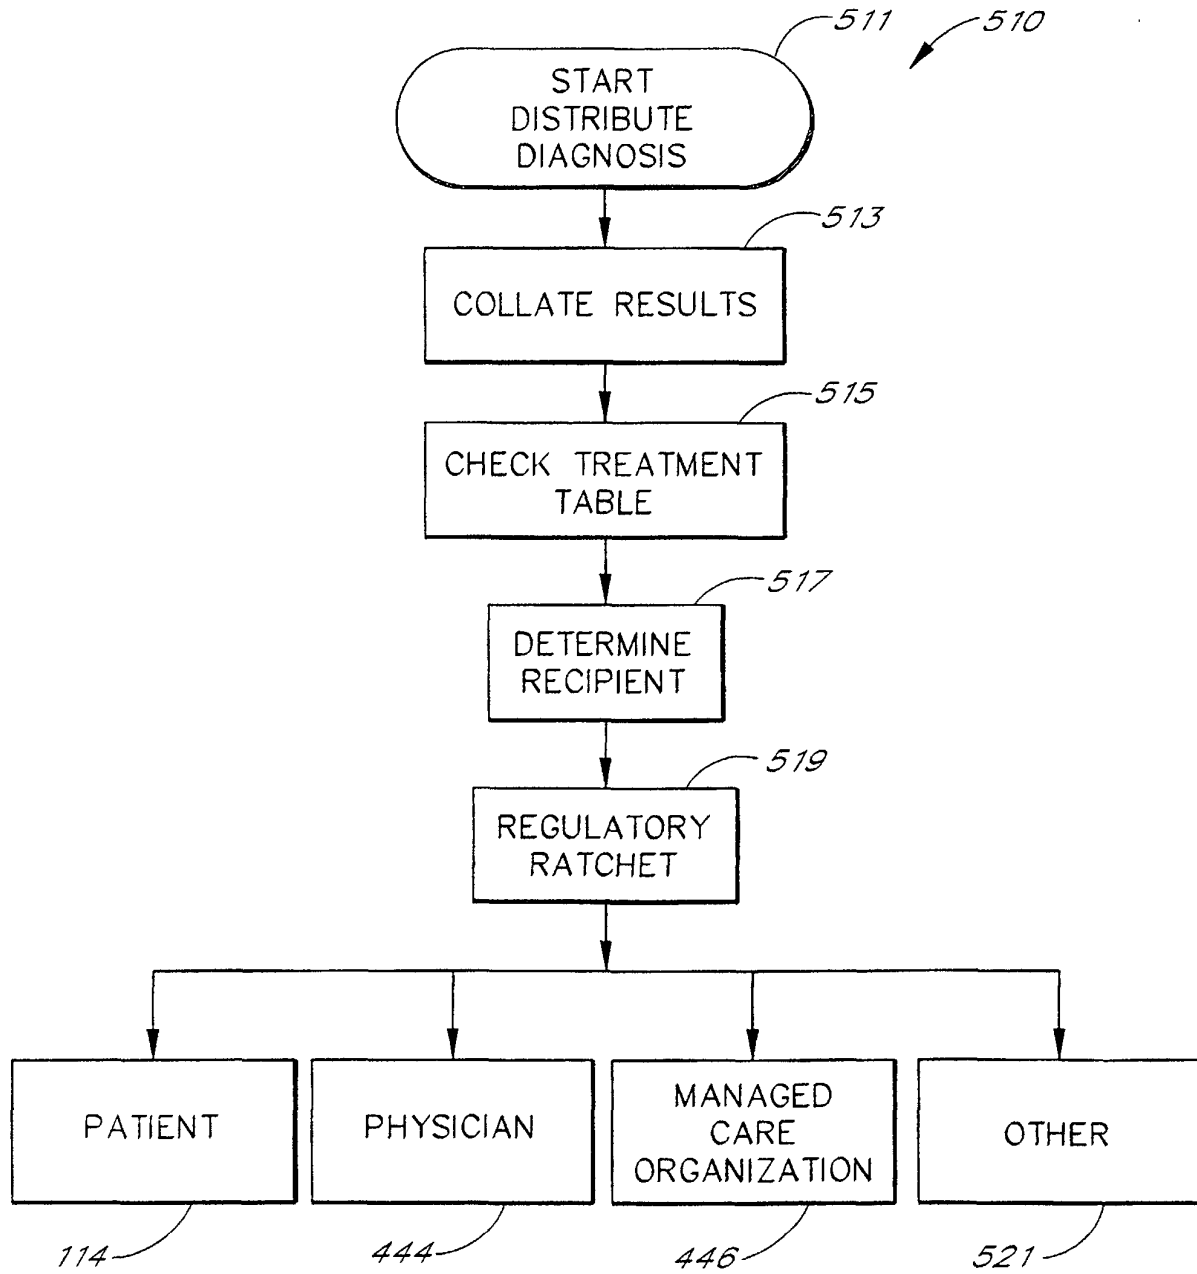 511
510
START
DISTRIBUTE
DIAGNOSIS
513
COLLATE RESULTS
515
CHECK TREATMENT
TABLE
517
DETERMINE
RECIPIENT
519
REGULATORY
RATCHET
PATIENT
PHYSICIAN
MANAGED
CARE
ORGANIZATION
OTHER
114
444
446
521